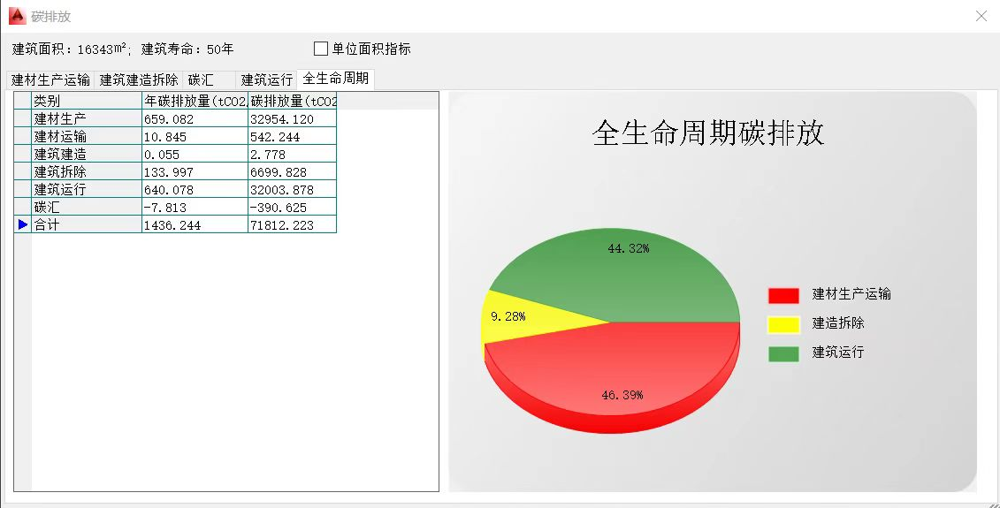 碳排放
建筑面积：16343m²；建筑寿命：50年
单位面积指标
建材生产运输 建筑建造拆除 碳汇 建筑运行 全生命周期
类别 年碳排放量(tCO2 碳排放量(tCO2
建材生产 659.082 32954.120
建材运输 10.845 542.244
建筑建造 0.055 2.778
建筑拆除 133.997 6699.828
建筑运行 640.078 32003.878
碳汇 -7.813 -390.625
合计 1436.244 71812.223
全生命周期碳排放
44.32%
9.28%
46.39%
建材生产运输
建造拆除
建筑运行